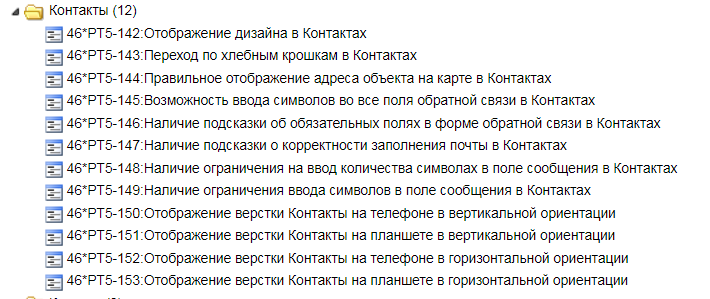 Контакты (12)
46*PT5-142:Отображение дизайна в Контактах
46*PT5-143:Переход по хлебным крошкам в Контактах
46*PT5-144:Правильное отображение адреса объекта на карте в Контактах
46*PT5-145:Возможность ввода символов во все поля обратной связи в Контактах
46*PT5-146:Наличие подсказки об обязательных полях в форме обратной связи в Контактах
46*PT5-147:Наличие подсказки о корректности заполнения почты в Контактах
46*PT5-148:Наличие ограничения на ввод количества символах в поле сообщения в Контактах
46*PT5-149:Наличие ограничения ввода символов в поле сообщения в Контактах
46*PT5-150:Отображение верстки Контакты на телефоне в вертикальной ориентации
46*PT5-151:Отображение верстки Контакты на планшете в вертикальной ориентации
46*PT5-152:Отображение верстки Контакты на телефоне в горизонтальной ориентации
46*PT5-153:Отображение верстки Контакты на планшете в горизонтальной ориентации